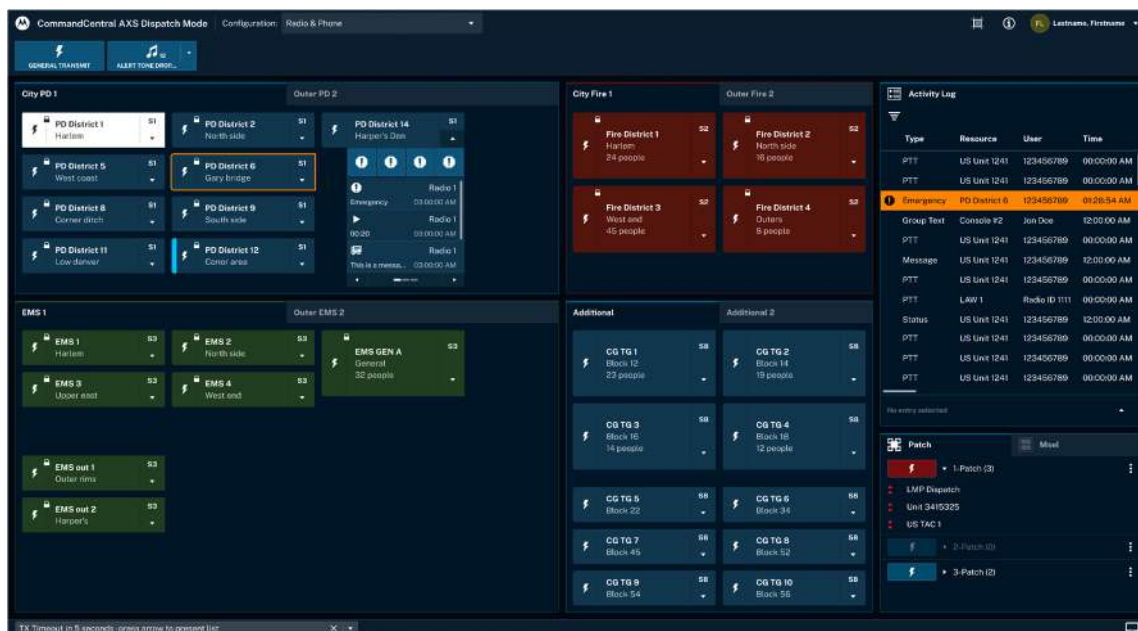 CommandCentral AXS Dispatch Mode Configuration: Radio & Phone
FL Lastname, Firstname
GENERAL TRANSMIT
ALERT TONE DROP...
City PD 1
Outer PD 2
PD District 1 S1
Harlem
PD District 2 S1
North side
PD District 14 S1
Harper's Den
PD District 5 S1
West coast
PD District 6 S1
Gary bridge
PD District 8 S1
Corner ditch
PD District 9 S1
South side
PD District 11 S1
Low denver
PD District 12 S1
Conor area
Radio 1
Emergency 03:00:00 AM
Radio 1
00:20 03:00:00 AM
Radio 1
This is a messa... 03:00:00 AM
City Fire 1
Outer Fire 2
Fire District 1 S2
Harlem
24 people
Fire District 2 S2
North side
16 people
Fire District 3 S2
West end
45 people
Fire District 4 S2
Outers
8 people
EMS 1
Outer EMS 2
EMS 1 S3
Harlem
EMS 2 S3
North side
EMS GEN A S3
General
32 people
EMS 3 S3
Upper east
EMS 4 S3
West end
EMS out 1 S3
Outer rims
EMS out 2 S3
Harper's
Additional
Additional 2
CG TG 1 S8
Block 12
23 people
CG TG 2 S8
Block 14
19 people
CG TG 3 S8
Block 16
14 people
CG TG 4 S8
Block 18
12 people
CG TG 5 S8
Block 22
CG TG 6 S8
Block 34
CG TG 7 S8
Block 45
CG TG 8 S8
Block 52
CG TG 9 S8
Block 54
CG TG 10 S8
Block 56
Activity Log
Type Resource User Time
PTT US Unit 1241 123456789 00:00:00 AM
PTT US Unit 1241 123456789 00:00:00 AM
Emergency PD District 6 123456789 01:28:54 AM
Group Text Console #2 Jon Doe 12:00:00 AM
PTT US Unit 1241 123456789 00:00:00 AM
Message US Unit 1241 123456789 12:00:00 AM
PTT US Unit 1241 123456789 00:00:00 AM
PTT LAW 1 Radio ID 1111 00:00:00 AM
Status US Unit 1241 123456789 12:00:00 AM
PTT US Unit 1241 123456789 00:00:00 AM
PTT US Unit 1241 123456789 00:00:00 AM
PTT US Unit 1241 123456789 00:00:00 AM
No entry selected
Patch
Msel
1-Patch (3)
LMP Dispatch
Unit 3415325
US TAC 1
2-Patch (0)
3-Patch (2)
TX Timeout in 5 seconds - press arrow to present list